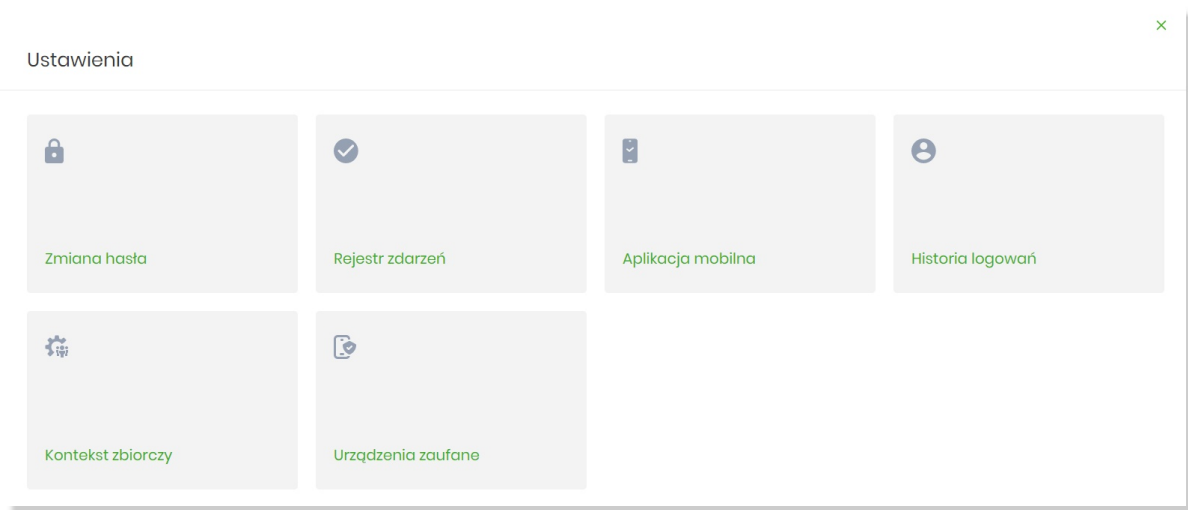 Ustawienia
Zmiana hasła
Rejestr zdarzeń
Aplikacja mobilna
Historia logowań
Kontekst zbiorczy
Urządzenia zaufane